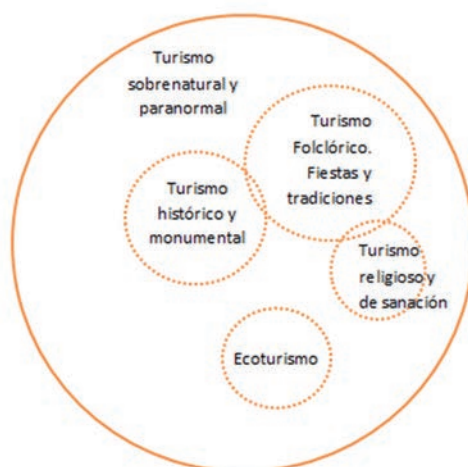 Turismo
sobrenatural y
paranormal
Turismo
Folclórico.
Fiestas y
tradiciones
Turismo
histórico y
monumental
Turismo
religioso y
de sanación
Ecoturismo